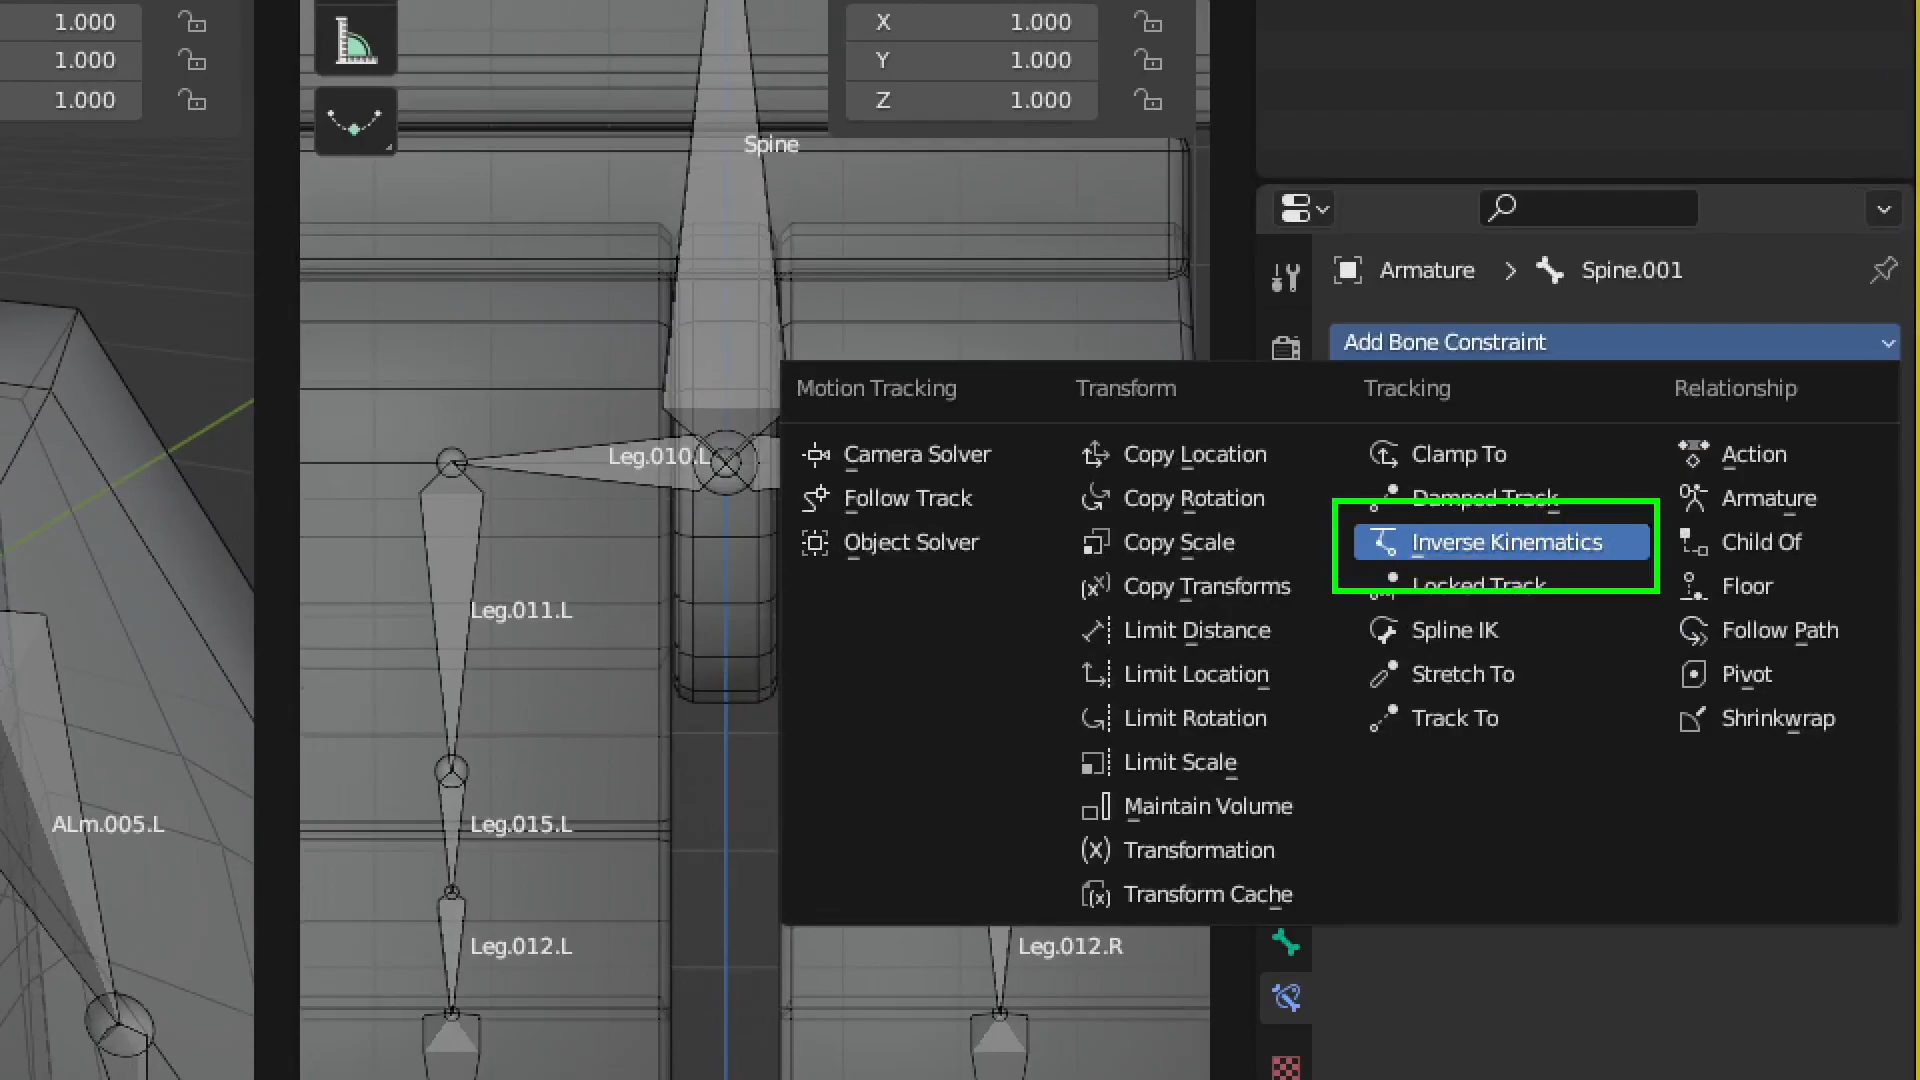 1.000
1.000
1.000
X 1.000
Y 1.000
Z 1.000
Spine
Armature > Spine.001
Add Bone Constraint
Motion Tracking
Camera Solver
Follow Track
Object Solver
Transform
Copy Location
Copy Rotation
Copy Scale
Copy Transforms
Limit Distance
Limit Location
Limit Rotation
Limit Scale
Maintain Volume
Transformation
Transform Cache
Tracking
Clamp To
Damped Track
Inverse Kinematics
Locked Track
Spline IK
Stretch To
Track To
Relationship
Action
Armature
Child Of
Floor
Follow Path
Pivot
Shrinkwrap
Leg.010.L
Leg.011.L
ALm.005.L
Leg.015.L
Leg.012.L
Leg.012.R